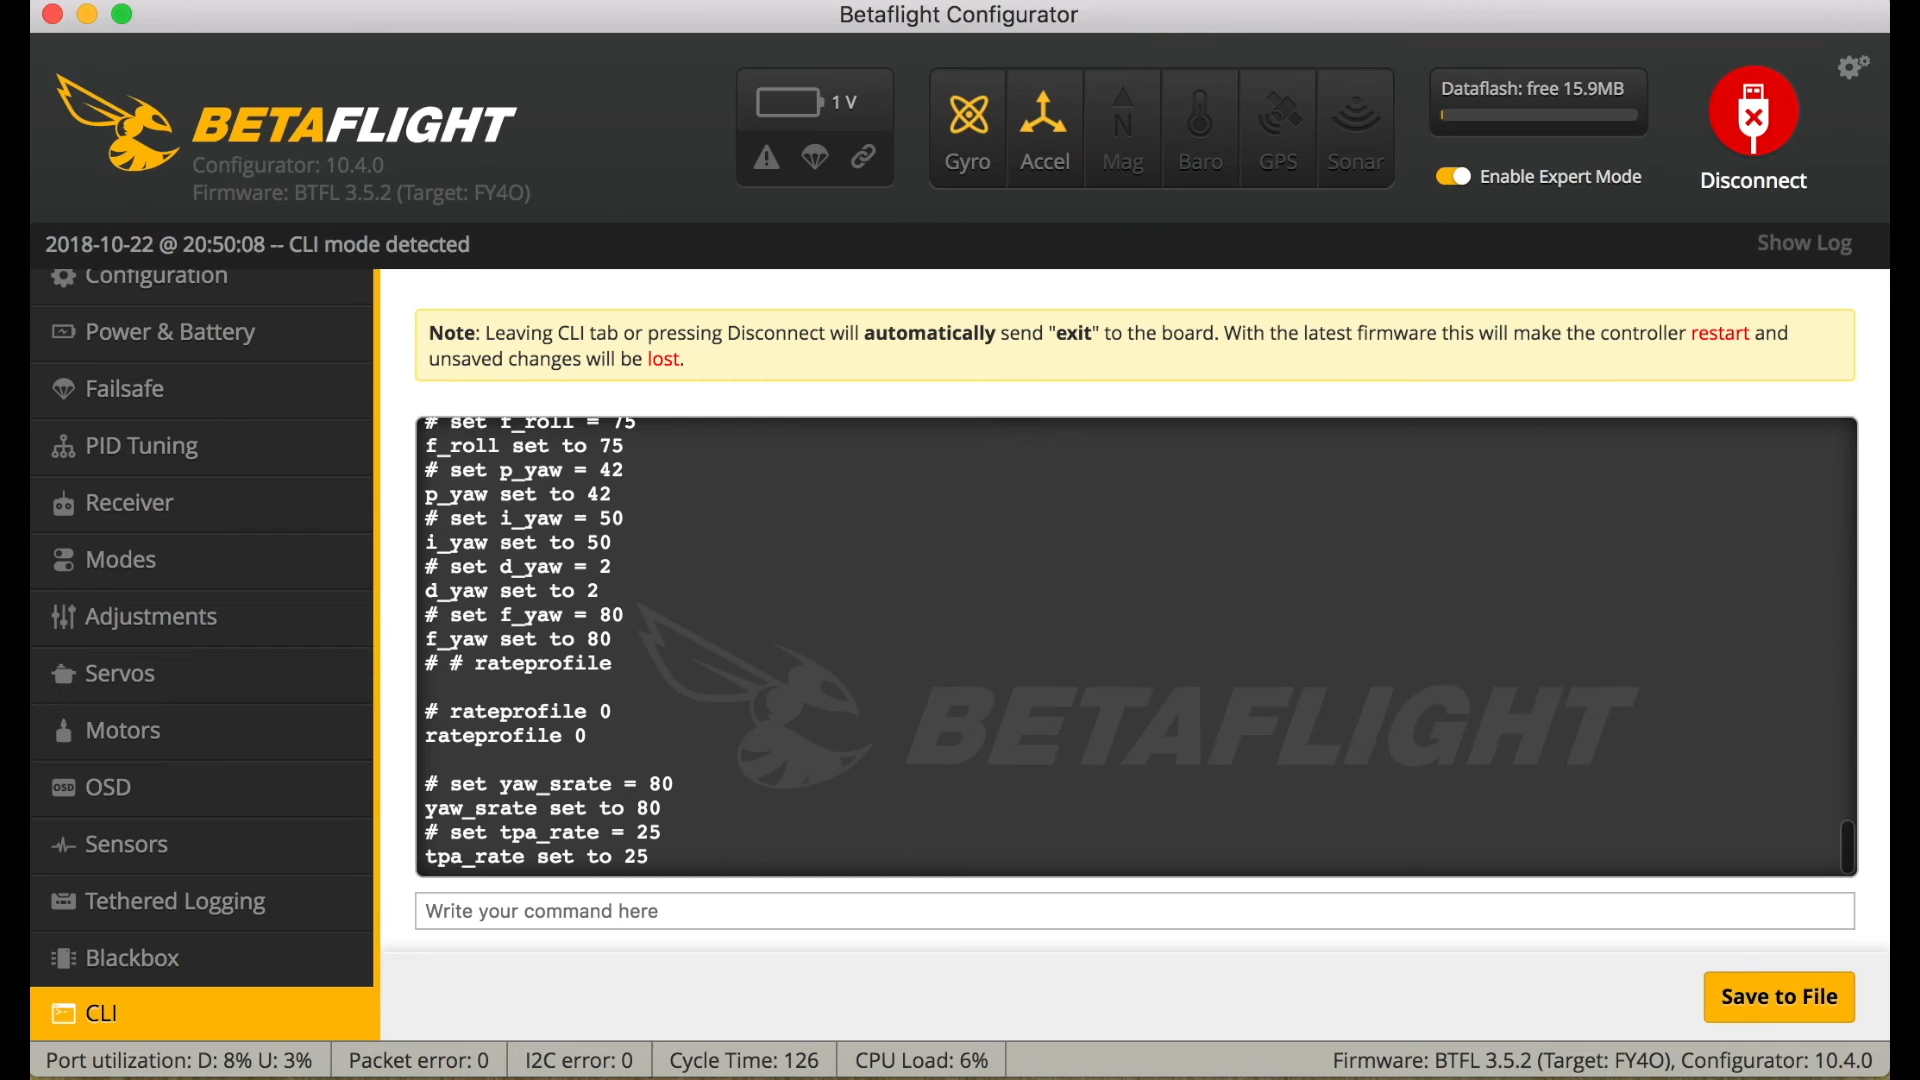 Betaflight Configurator
BETAFLIGHT
Configurator: 10.4.0
Firmware: BTFL 3.5.2 (Target: FY4O)
1 V
Gyro
Accel
N
Mag
Baro
GPS
Sonar
Dataflash: free 15.9MB
Enable Expert Mode
Disconnect
2018-10-22 @ 20:50:08 -- CLI mode detected
Show Log
Configuration
Power & Battery
Failsafe
PID Tuning
Receiver
Modes
Adjustments
Servos
Motors
OSD OSD
Sensors
Tethered Logging
Blackbox
CLI
Note: Leaving CLI tab or pressing Disconnect will automatically send "exit" to the board. With the latest firmware this will make the controller restart and
unsaved changes will be lost.
# set f_roll = 75
f_roll set to 75
# set p_yaw = 42
p_yaw set to 42
# set i_yaw = 50
i_yaw set to 50
# set d_yaw = 2
d_yaw set to 2
# set f_yaw = 80
f_yaw set to 80
# # rateprofile
# rateprofile 0
rateprofile 0
# set yaw_srate = 80
yaw_srate set to 80
# set tpa_rate = 25
tpa_rate set to 25
BETAFLIGHT
Write your command here
Save to File
Port utilization: D: 8% U: 3%
Packet error: 0
I2C error: 0
Cycle Time: 126
CPU Load: 6%
Firmware: BTFL 3.5.2 (Target: FY4O), Configurator: 10.4.0